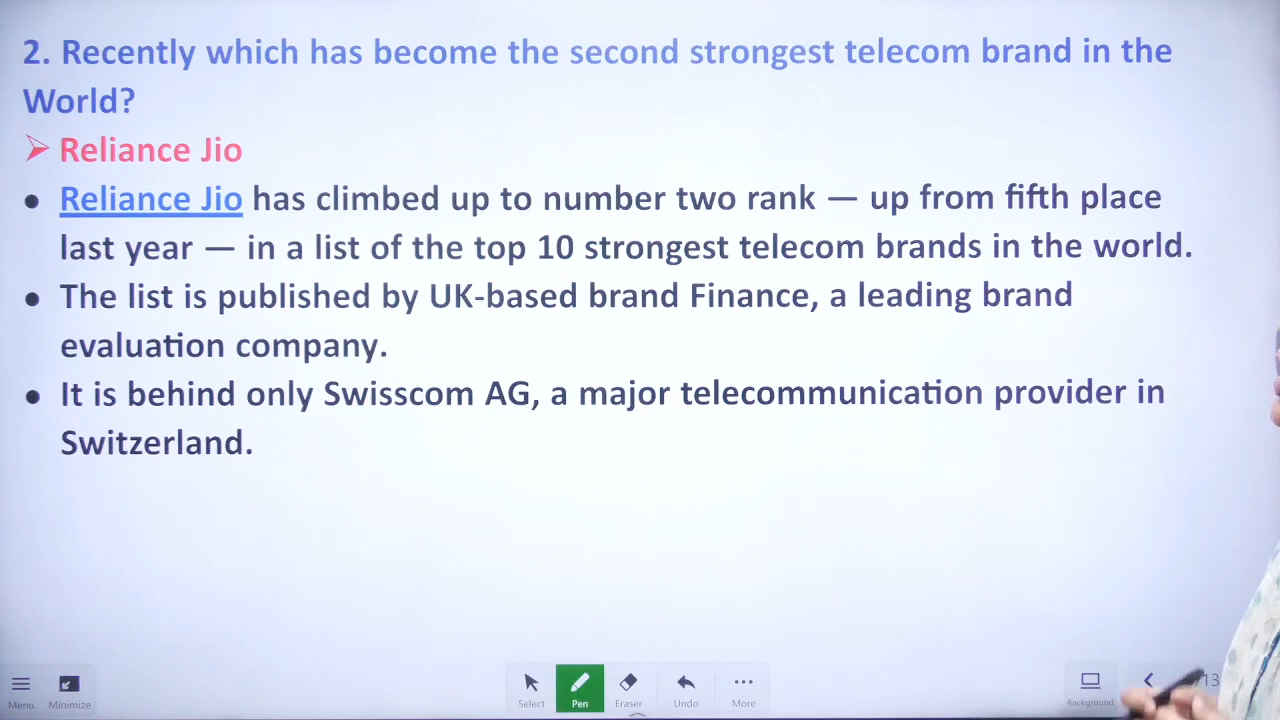 2. Recently which has become the second strongest telecom brand in the
World?
➢ Reliance Jio
• Reliance Jio has climbed up to number two rank — up from fifth place
last year — in a list of the top 10 strongest telecom brands in the world.
• The list is published by UK-based brand Finance, a leading brand
evaluation company.
• It is behind only Swisscom AG, a major telecommunication provider in
Switzerland.
Menu Minimize Select Pen Eraser Undo More Background /13